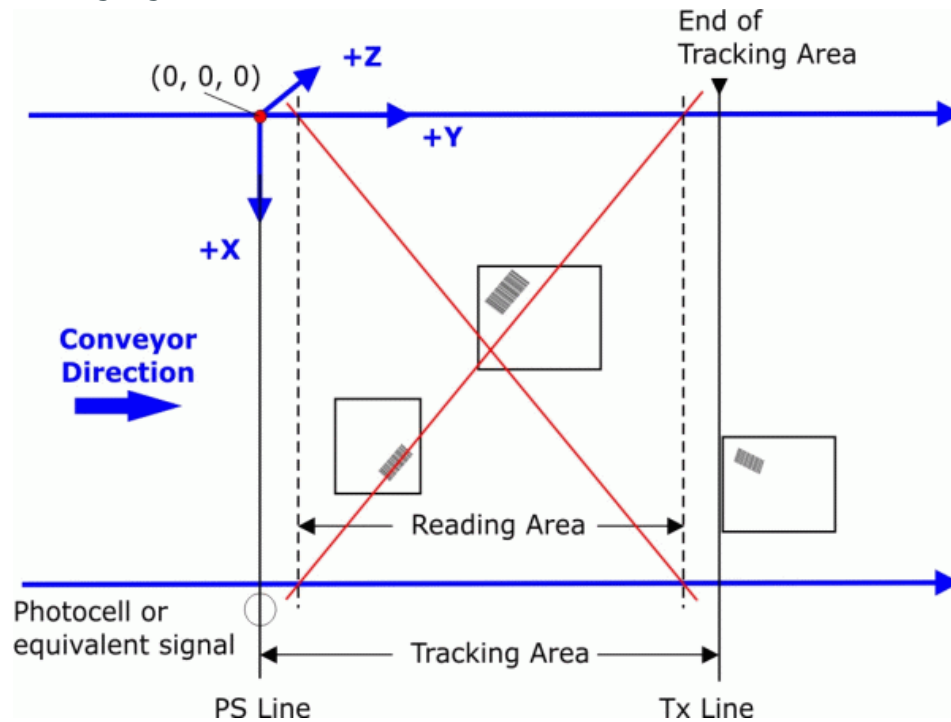 End of
Tracking Area
+Z
(0, 0, 0)
+Y
+X
Conveyor
Direction
Reading Area
Photocell or
equivalent signal
Tracking Area
PS Line
Tx Line